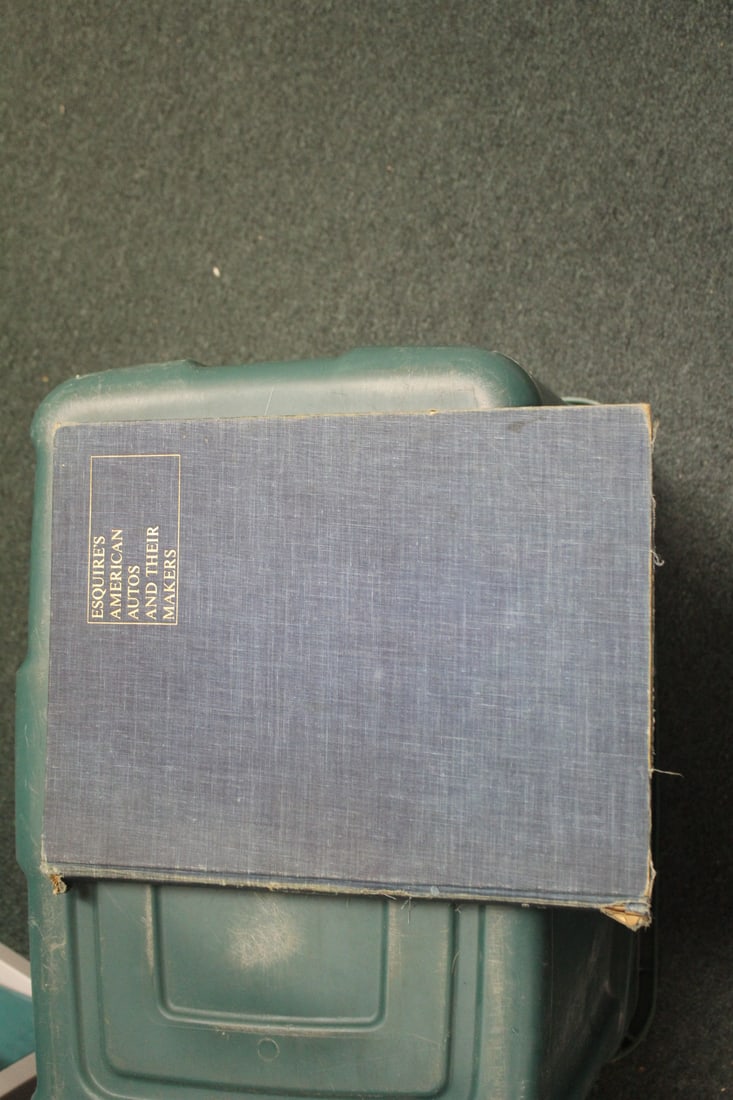 ESQUIRE'S
AMERICAN
AUTOS
AND THEIR
MAKERS